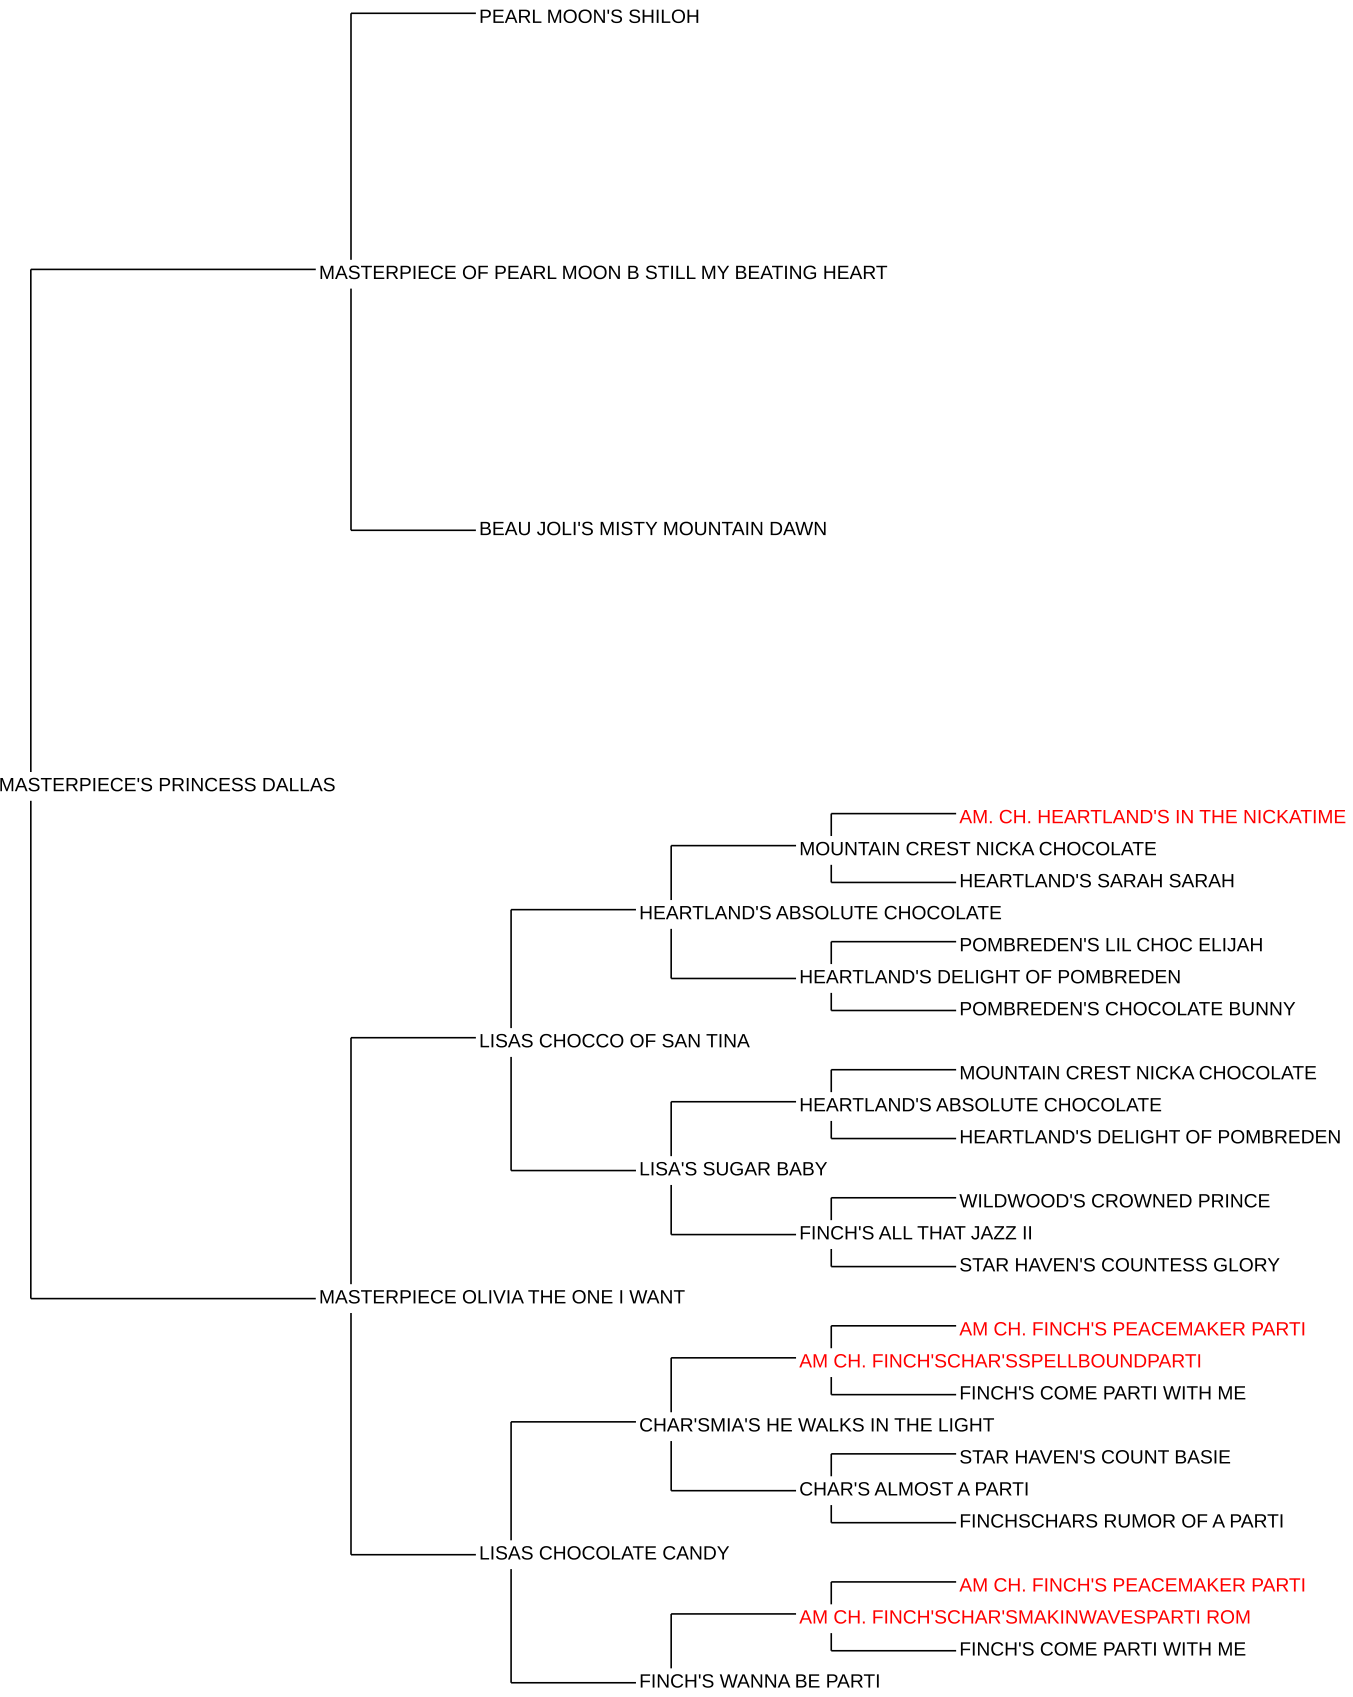 PEARL MOON'S SHILOH
MASTERPIECE OF PEARL MOON B STILL MY BEATING HEART
BEAU JOLI'S MISTY MOUNTAIN DAWN
MASTERPIECE'S PRINCESS DALLAS
AM. CH. HEARTLAND'S IN THE NICKATIME
MOUNTAIN CREST NICKA CHOCOLATE
HEARTLAND'S SARAH SARAH
HEARTLAND'S ABSOLUTE CHOCOLATE
POMBREDEN'S LIL CHOC ELIJAH
HEARTLAND'S DELIGHT OF POMBREDEN
POMBREDEN'S CHOCOLATE BUNNY
LISAS CHOCCO OF SAN TINA
MOUNTAIN CREST NICKA CHOCOLATE
HEARTLAND'S ABSOLUTE CHOCOLATE
HEARTLAND'S DELIGHT OF POMBREDEN
LISA'S SUGAR BABY
WILDWOOD'S CROWNED PRINCE
FINCH'S ALL THAT JAZZ II
STAR HAVEN'S COUNTESS GLORY
MASTERPIECE OLIVIA THE ONE I WANT
AM CH. FINCH'S PEACEMAKER PARTI
AM CH. FINCH'SCHAR'SSPELLBOUNDPARTI
FINCH'S COME PARTI WITH ME
CHAR'SMIA'S HE WALKS IN THE LIGHT
STAR HAVEN'S COUNT BASIE
CHAR'S ALMOST A PARTI
FINCHSCHARS RUMOR OF A PARTI
LISAS CHOCOLATE CANDY
AM CH. FINCH'S PEACEMAKER PARTI
AM CH. FINCH'SCHAR'SMAKINWAVESPARTI ROM
FINCH'S COME PARTI WITH ME
FINCH'S WANNA BE PARTI